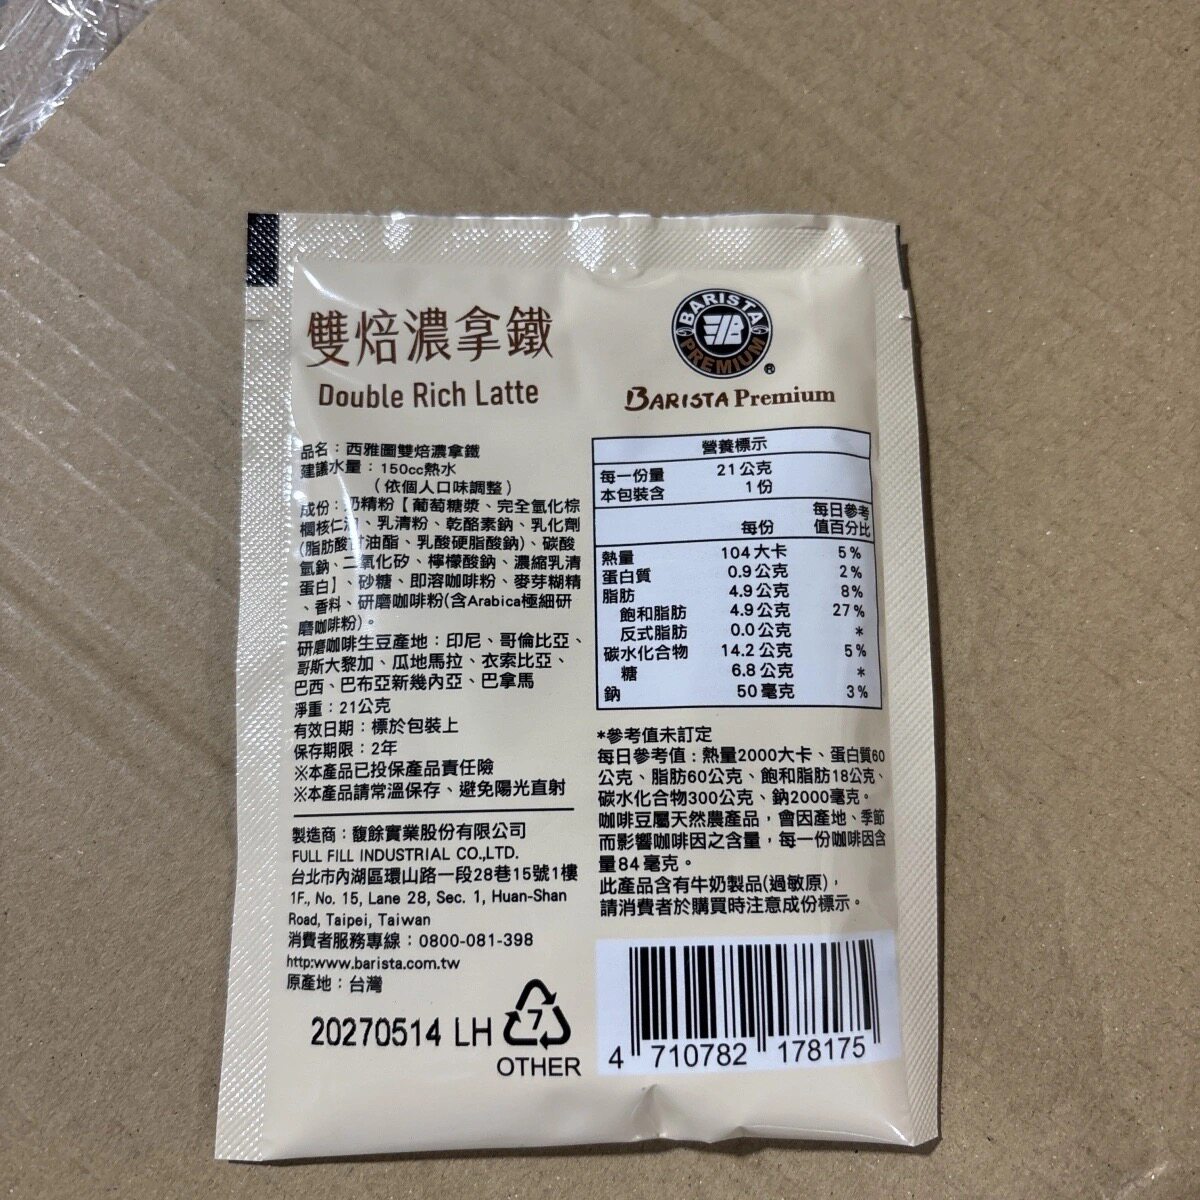 雙焙濃拿鐵
Double Rich Latte
品名：西雅圖雙焙濃拿鐵
建議水量：150cc熱水
（依個人口味調整）
成份：奶精粉【葡萄糖漿、完全氫化棕
櫚核仁油、乳清粉、乾酪素鈉、乳化劑
(脂肪酸甘油酯、乳酸硬脂酸鈉)、碳酸
氫鈉、二氧化矽、檸檬酸鈉、濃縮乳清
蛋白】、砂糖、即溶咖啡粉、麥芽糊精
、香料、研磨咖啡粉(含Arabica極細研
磨咖啡粉)。
研磨咖啡生豆產地：印尼、哥倫比亞、
哥斯大黎加、瓜地馬拉、衣索比亞、
巴西、巴布亞新幾內亞、巴拿馬
淨重：21公克
有效日期：標於包裝上
保存期限：2年
※本產品已投保產品責任險
※本產品請常溫保存、避免陽光直射
製造商：馥餘實業股份有限公司
FULL FILL INDUSTRIAL CO.,LTD.
台北市內湖區環山路一段28巷15號1樓
1F., No. 15, Lane 28, Sec. 1, Huan-Shan
Road, Taipei, Taiwan
消費者服務專線：0800-081-398
http:www.barista.com.tw
原產地：台灣
20270514 LH
7
OTHER
BARISTA
PREMIUM
®
BARISTA Premium
營養標示
每一份量 21公克
本包裝含 1份
每份 每日參考值百分比
熱量 104大卡 5%
蛋白質 0.9公克 2%
脂肪 4.9公克 8%
飽和脂肪 4.9公克 27%
反式脂肪 0.0公克 *
碳水化合物 14.2公克 5%
糖 6.8公克 *
鈉 50毫克 3%
*參考值未訂定
每日參考值：熱量2000大卡、蛋白質60
公克、脂肪60公克、飽和脂肪18公克、
碳水化合物300公克、鈉2000毫克。
咖啡豆屬天然農產品，會因產地、季節
而影響咖啡因之含量，每一份咖啡因含
量84毫克。
此產品含有牛奶製品(過敏原)，
請消費者於購買時注意成份標示。
4 710782 178175